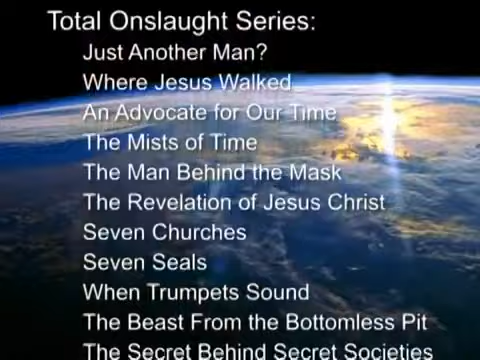 Total Onslaught Series:
Just Another Man?
Where Jesus Walked
An Advocate for Our Time
The Mists of Time
The Man Behind the Mask
The Revelation of Jesus Christ
Seven Churches
Seven Seals
When Trumpets Sound
The Beast From the Bottomless Pit
The Secret Behind Secret Societies